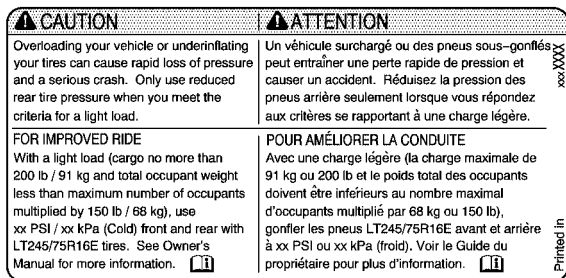 CAUTION
Overloading your vehicle or underinflating
your tires can cause rapid loss of pressure
and a serious crash. Only use reduced
rear tire pressure when you meet the
criteria for a light load.
FOR IMPROVED RIDE
With a light load (cargo no more than
200 lb / 91 kg and total occupant weight
less than maximum number of occupants
multiplied by 150 lb / 68 kg), use
xx PSI / xx kPa (Cold) front and rear with
LT245/75R16E tires. See Owner's
Manual for more information.
ATTENTION
Un véhicule surchargé ou des pneus sous-gonflés
peut entraîner une perte rapide de pression et
causer un accident. Réduisez la pression des
pneus arrière seulement lorsque vous répondez
aux critères se rapportant à une charge légère.
POUR AMÉLIORER LA CONDUITE
Avec une charge légère (la charge maximale de
91 kg ou 200 lb et le poids total des occupants
doivent être inferieurs au nombre maximal
d'occupants multiplié par 68 kg ou 150 lb),
gonfler les pneus LT245/75R16E avant et arrière
à xx PSI ou xx kPa (froid). Voir le Guide du
propriétaire pour plus d'information.
xxxXXXX
Printed in